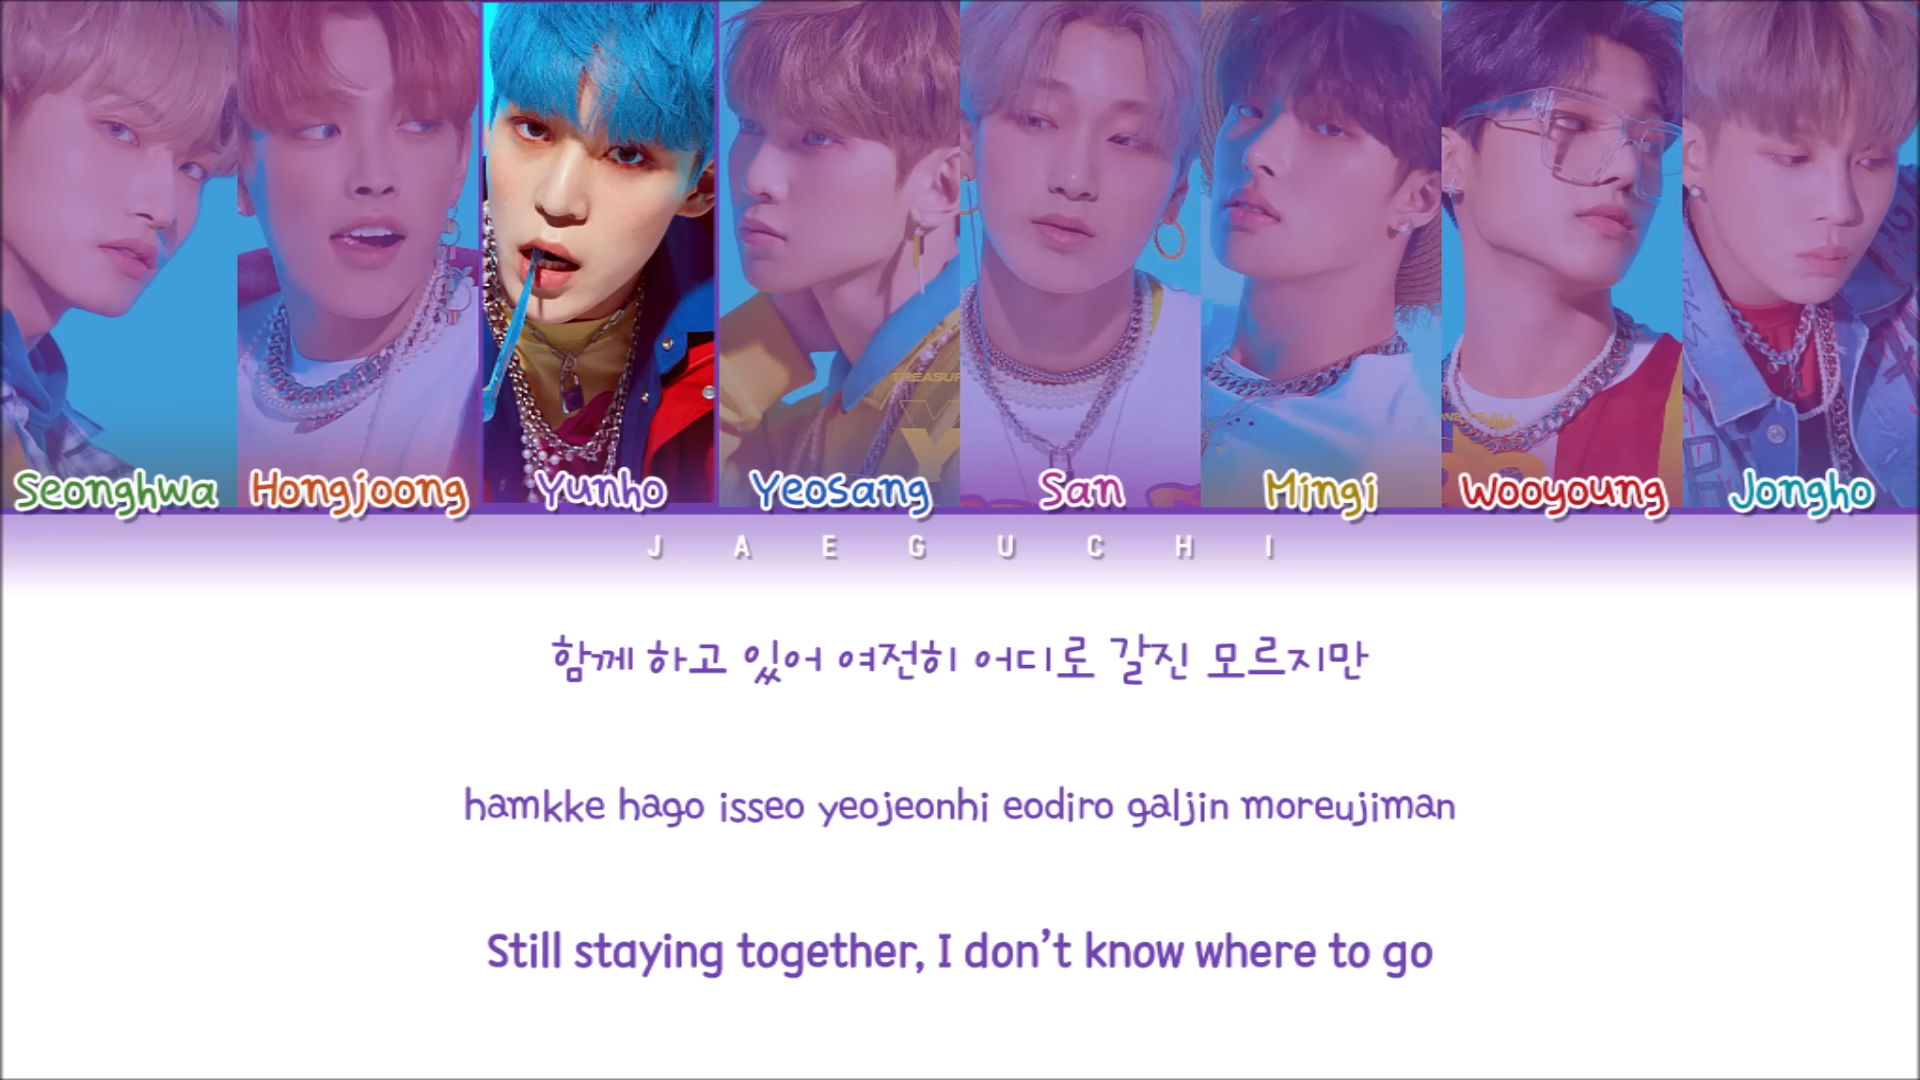 TREASUR
Seonghwa Hongjoong Yunho Yeosang San Mingi Wooyoung Jongho
JAEGUCHI
함께 하고 있어 여전히 어디로 갈진 모르지만
hamkke hago isseo yeojeonhi eodiro galjin moreujiman
Still staying together, I don't know where to go